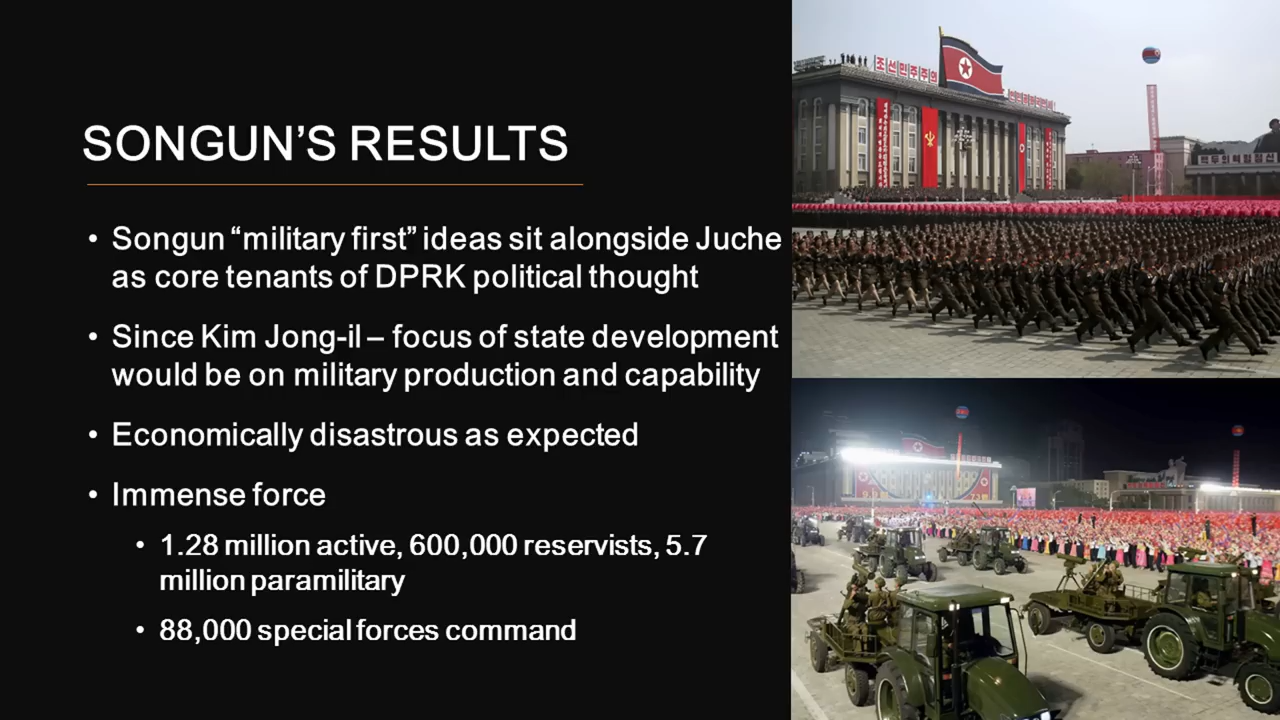 SONGUN’S RESULTS
• Songun “military first” ideas sit alongside Juche
as core tenants of DPRK political thought
• Since Kim Jong-il – focus of state development
would be on military production and capability
• Economically disastrous as expected
• Immense force
• 1.28 million active, 600,000 reservists, 5.7
million paramilitary
• 88,000 special forces command
조선민주주의